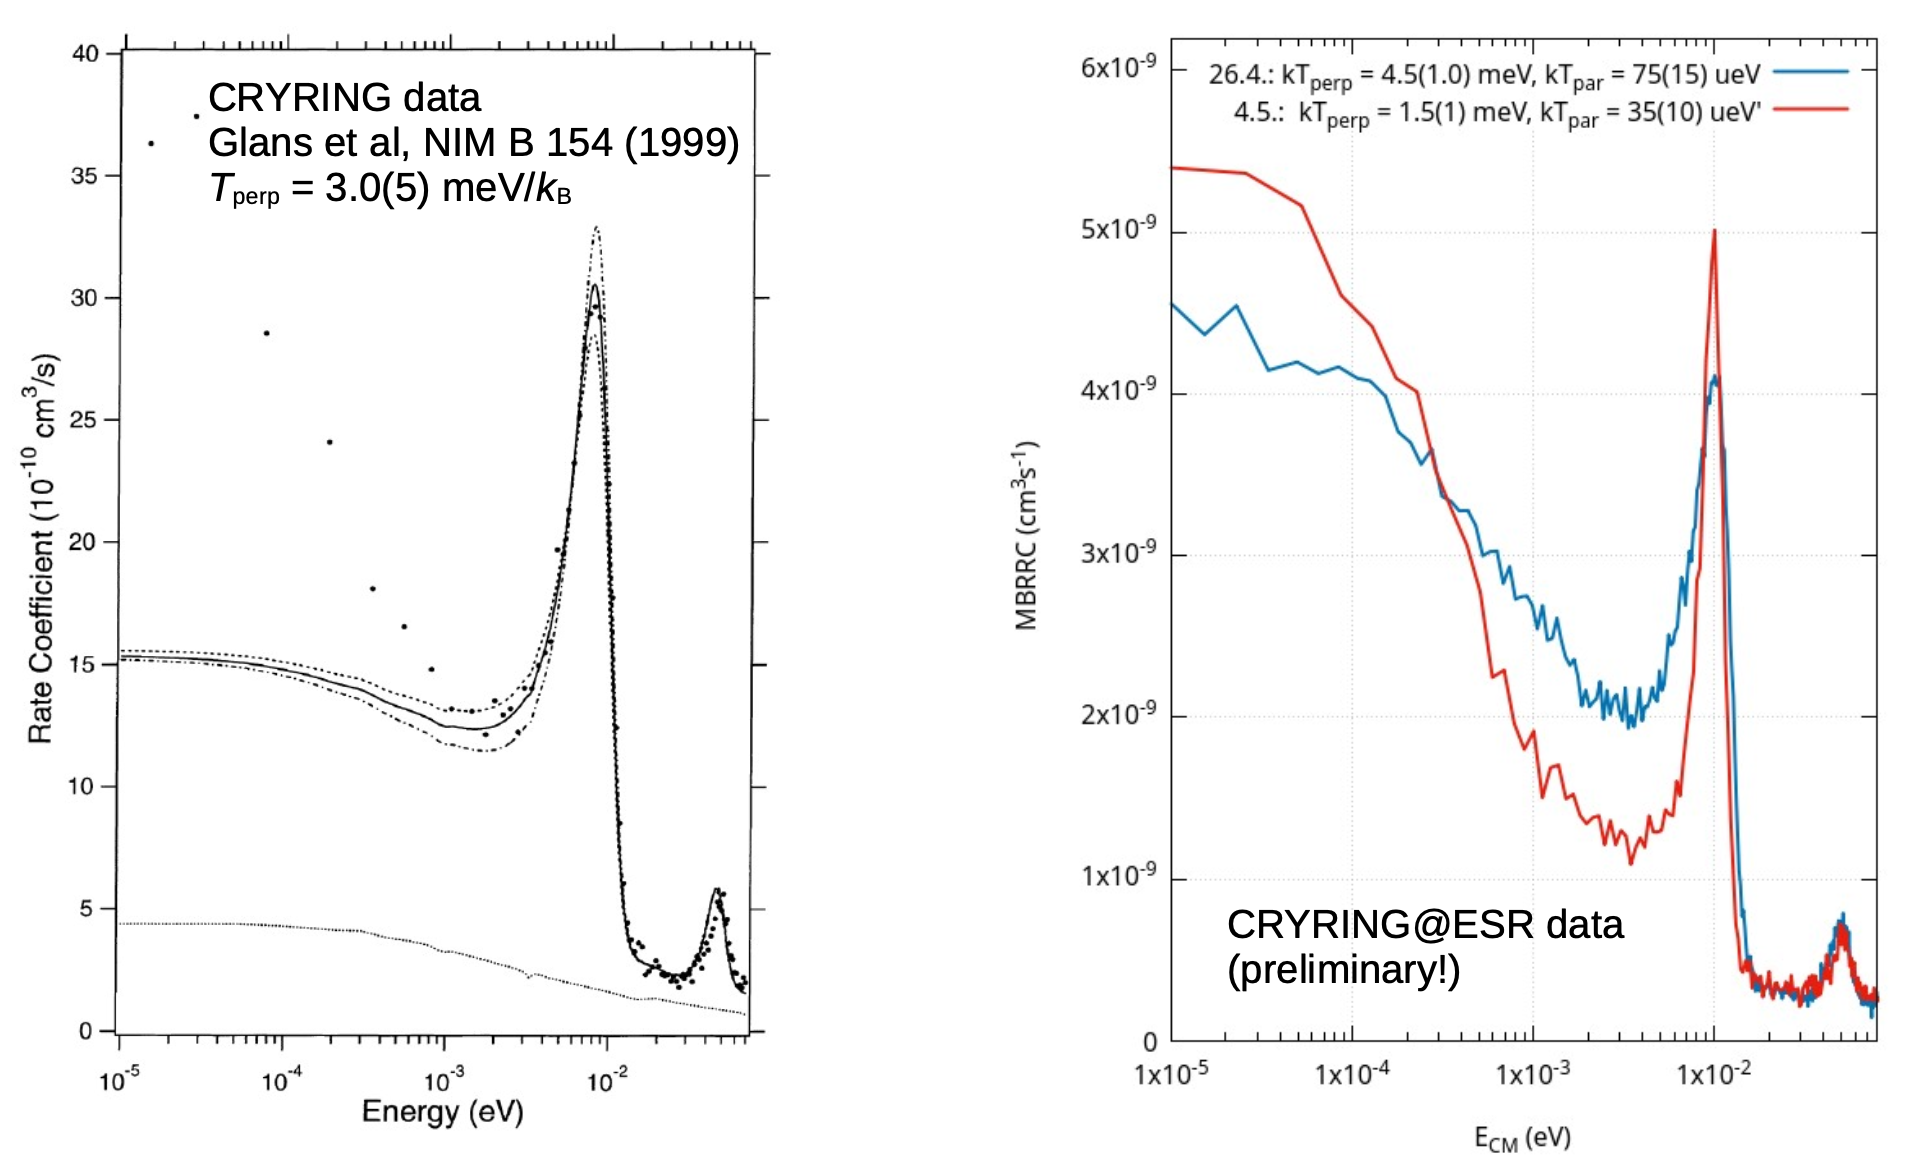 40
35
30
25
20
15
10
5
0
Rate Coefficient (10⁻¹⁰ cm³/s)
CRYRING data
Glans et al, NIM B 154 (1999)
Tperp = 3.0(5) meV/kB
10⁻⁵ 10⁻⁴ 10⁻³ 10⁻²
Energy (eV)
6x10⁻⁹
5x10⁻⁹
4x10⁻⁹
3x10⁻⁹
2x10⁻⁹
1x10⁻⁹
0
MBRRC (cm³s⁻¹)
26.4.: kTperp = 4.5(1.0) meV, kTpar = 75(15) ueV
4.5.: kTperp = 1.5(1) meV, kTpar = 35(10) ueV'
CRYRING@ESR data
(preliminary!)
1x10⁻⁵ 1x10⁻⁴ 1x10⁻³ 1x10⁻²
ECM (eV)